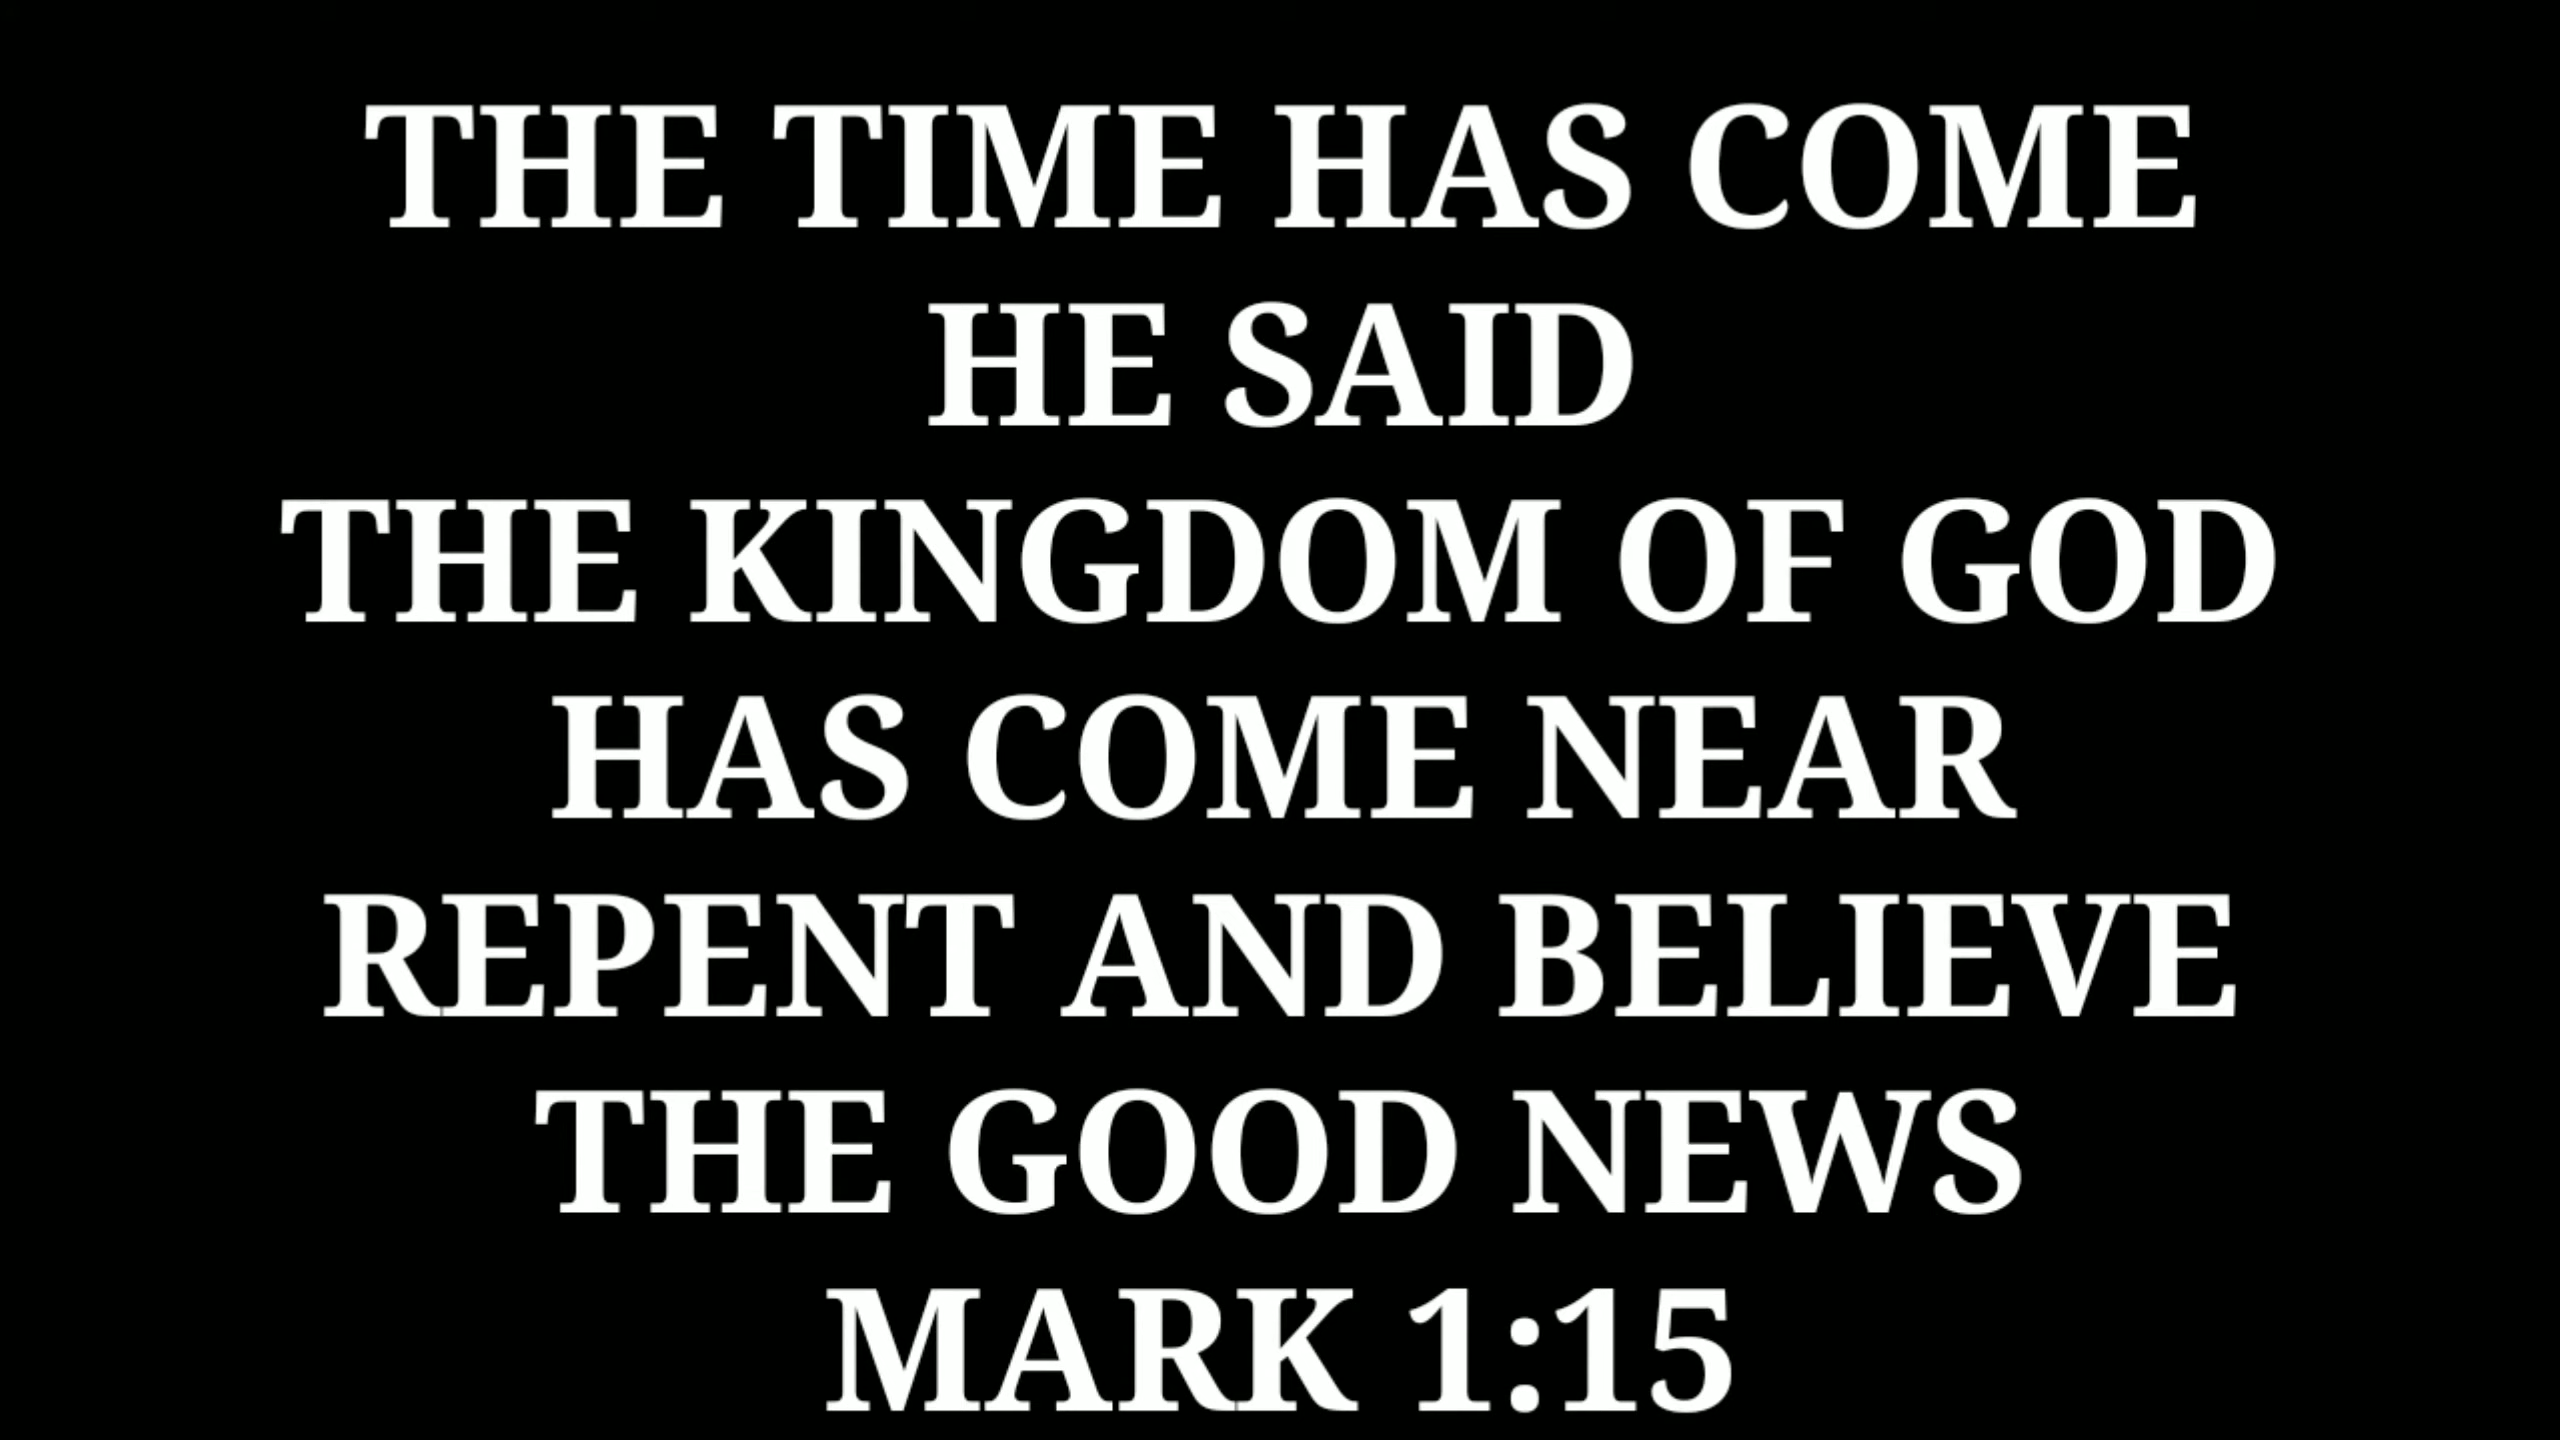 THE TIME HAS COME
HE SAID
THE KINGDOM OF GOD
HAS COME NEAR
REPENT AND BELIEVE
THE GOOD NEWS
MARK 1:15